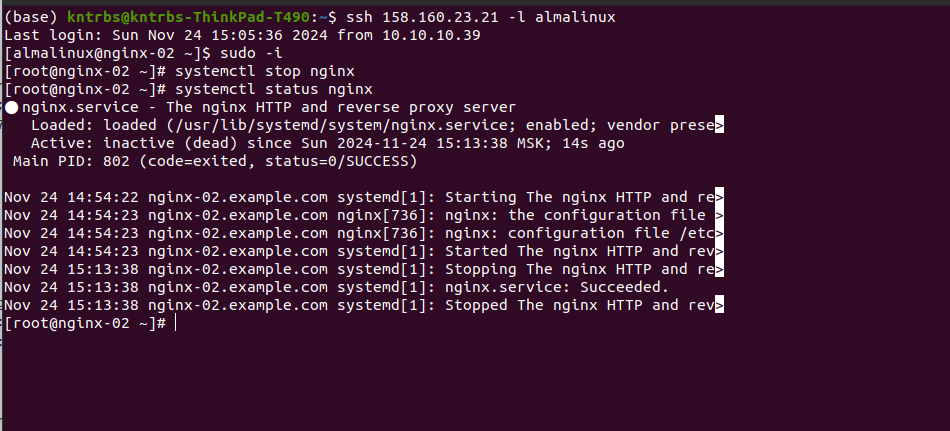 (base) kntrbs@kntrbs-ThinkPad-T490:~$ ssh 158.160.23.21 -l almalinux
Last login: Sun Nov 24 15:05:36 2024 from 10.10.10.39
[almalinux@nginx-02 ~]$ sudo -i
[root@nginx-02 ~]# systemctl stop nginx
[root@nginx-02 ~]# systemctl status nginx
● nginx.service - The nginx HTTP and reverse proxy server
   Loaded: loaded (/usr/lib/systemd/system/nginx.service; enabled; vendor prese>
   Active: inactive (dead) since Sun 2024-11-24 15:13:38 MSK; 14s ago
 Main PID: 802 (code=exited, status=0/SUCCESS)

Nov 24 14:54:22 nginx-02.example.com systemd[1]: Starting The nginx HTTP and re>
Nov 24 14:54:23 nginx-02.example.com nginx[736]: nginx: the configuration file >
Nov 24 14:54:23 nginx-02.example.com nginx[736]: nginx: configuration file /etc>
Nov 24 14:54:23 nginx-02.example.com systemd[1]: Started The nginx HTTP and rev>
Nov 24 15:13:38 nginx-02.example.com systemd[1]: Stopping The nginx HTTP and re>
Nov 24 15:13:38 nginx-02.example.com systemd[1]: nginx.service: Succeeded.
Nov 24 15:13:38 nginx-02.example.com systemd[1]: Stopped The nginx HTTP and rev>
[root@nginx-02 ~]#